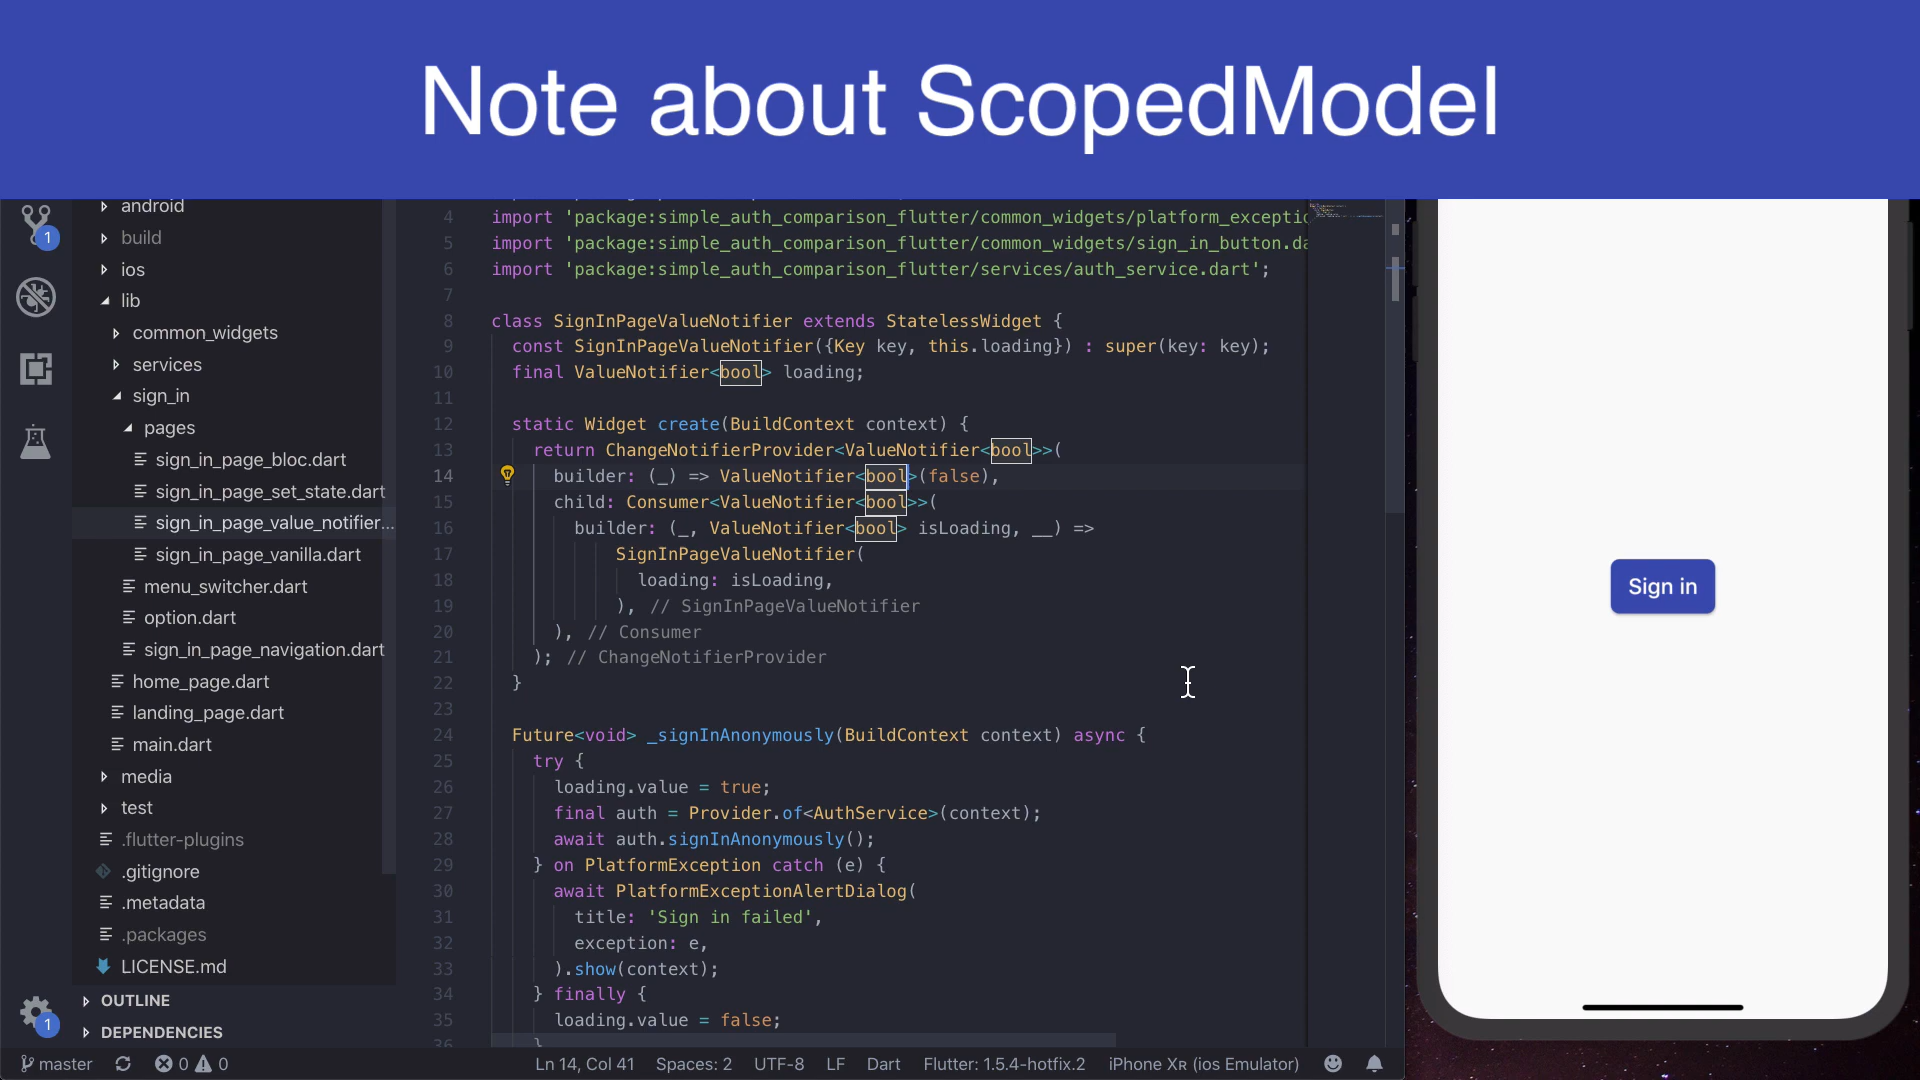 Note about ScopedModel
android
build
ios
lib
common_widgets
services
sign_in
pages
sign_in_page_bloc.dart
sign_in_page_set_state.dart
sign_in_page_value_notifier...
sign_in_page_vanilla.dart
menu_switcher.dart
option.dart
sign_in_page_navigation.dart
home_page.dart
landing_page.dart
main.dart
media
test
.flutter-plugins
.gitignore
.metadata
.packages
LICENSE.md
OUTLINE
DEPENDENCIES
1
1
4 import 'package:simple_auth_comparison_flutter/common_widgets/platform_exceptio
5 import 'package:simple_auth_comparison_flutter/common_widgets/sign_in_button.da
6 import 'package:simple_auth_comparison_flutter/services/auth_service.dart';
7
8 class SignInPageValueNotifier extends StatelessWidget {
9 const SignInPageValueNotifier({Key key, this.loading}) : super(key: key);
10 final ValueNotifier<bool> loading;
11
12 static Widget create(BuildContext context) {
13 return ChangeNotifierProvider<ValueNotifier<bool>>(
14 builder: (_) => ValueNotifier<bool>(false),
15 child: Consumer<ValueNotifier<bool>>(
16 builder: (_, ValueNotifier<bool> isLoading, __) =>
17 SignInPageValueNotifier(
18 loading: isLoading,
19 ), // SignInPageValueNotifier
20 ), // Consumer
21 ); // ChangeNotifierProvider
22 }
23
24 Future<void> _signInAnonymously(BuildContext context) async {
25 try {
26 loading.value = true;
27 final auth = Provider.of<AuthService>(context);
28 await auth.signInAnonymously();
29 } on PlatformException catch (e) {
30 await PlatformExceptionAlertDialog(
31 title: 'Sign in failed',
32 exception: e,
33 ).show(context);
34 } finally {
35 loading.value = false;
36 }
Sign in
master 0 0 Ln 14, Col 41 Spaces: 2 UTF-8 LF Dart Flutter: 1.5.4-hotfix.2 iPhone XR (ios Emulator)